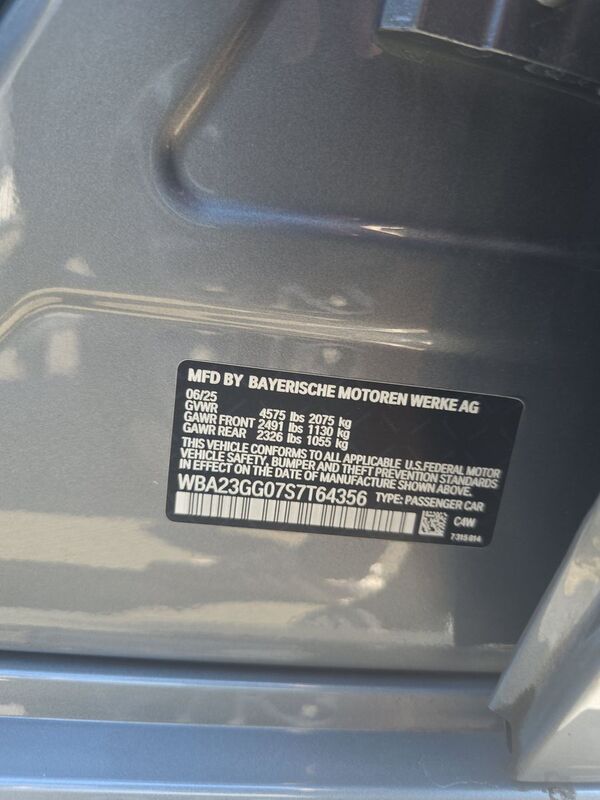 MFD BY BAYERISCHE MOTOREN WERKE AG
06/25
GVWR 4575 lbs 2075 kg
GAWR FRONT 2491 lbs 1130 kg
GAWR REAR 2326 lbs 1055 kg
THIS VEHICLE CONFORMS TO ALL APPLICABLE U.S.FEDERAL MOTOR
VEHICLE SAFETY, BUMPER AND THEFT PREVENTION STANDARDS
IN EFFECT ON THE DATE OF MANUFACTURE SHOWN ABOVE.
WBA23GG07S7T64356 TYPE: PASSENGER CAR
C4W
7 315 014